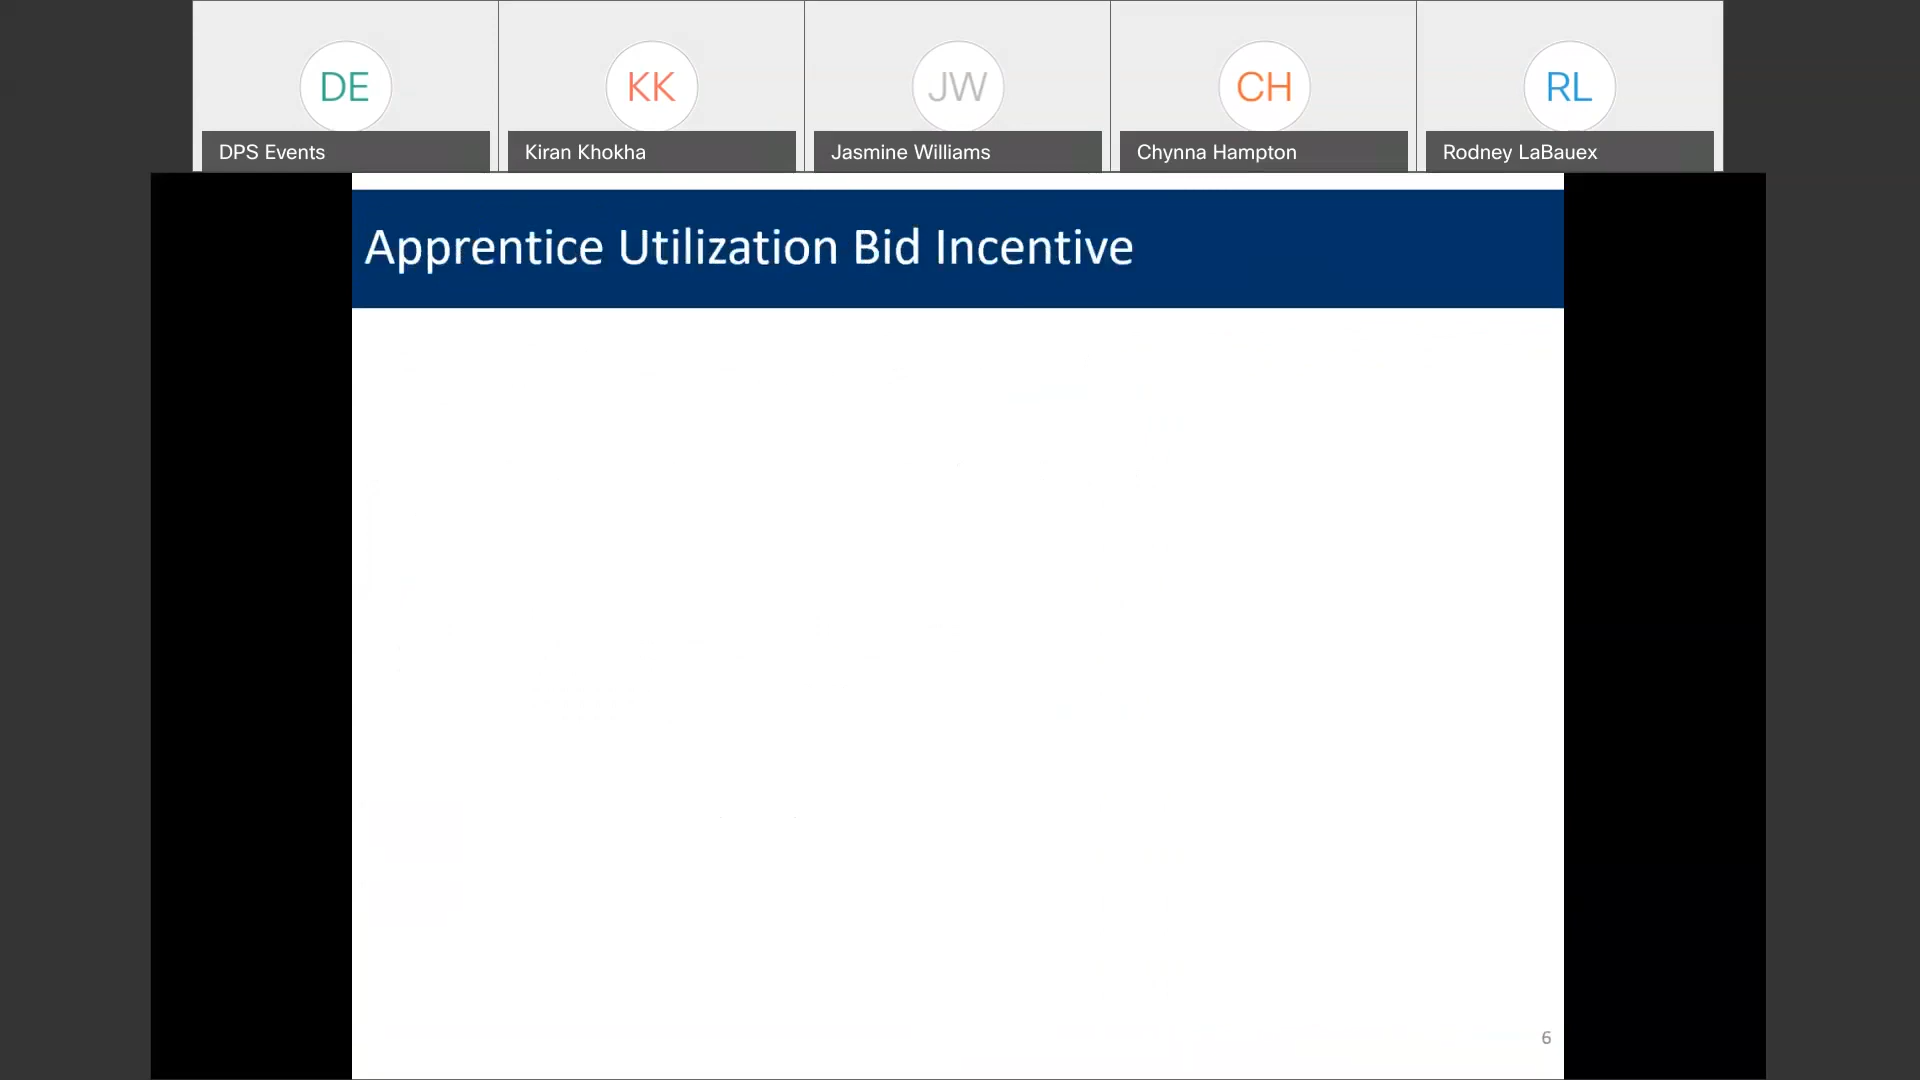 DE
KK
JW
CH
RL
DPS Events
Kiran Khokha
Jasmine Williams
Chynna Hampton
Rodney LaBauex
Apprentice Utilization Bid Incentive
6